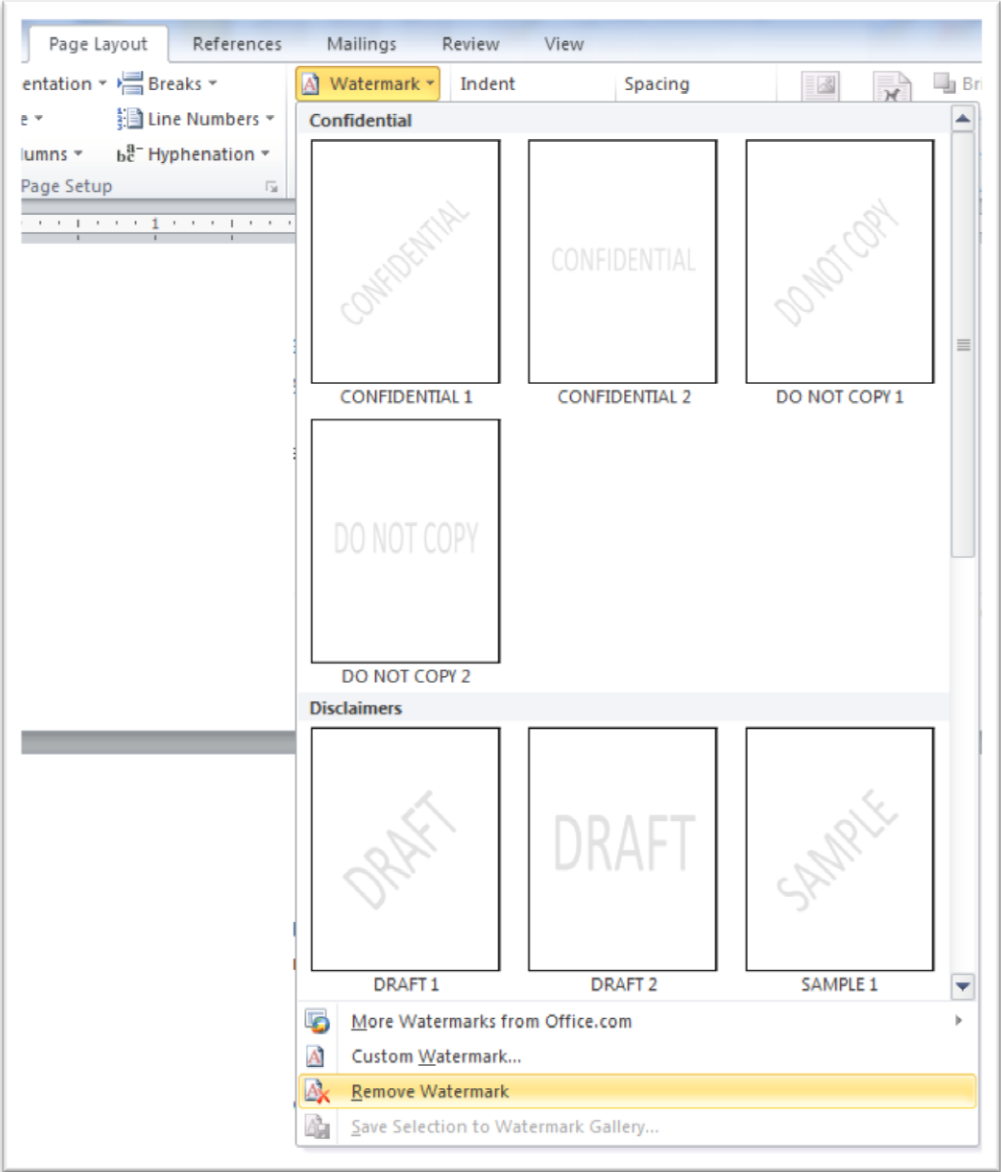 Page Layout References Mailings Review View
entation Breaks Watermark Indent Spacing Bri
e Line Numbers
lumns Hyphenation
Page Setup
1
Confidential
CONFIDENTIAL CONFIDENTIAL DO NOT COPY
CONFIDENTIAL 1 CONFIDENTIAL 2 DO NOT COPY 1
DO NOT COPY
DO NOT COPY 2
Disclaimers
DRAFT DRAFT SAMPLE
DRAFT 1 DRAFT 2 SAMPLE 1
More Watermarks from Office.com
Custom Watermark...
Remove Watermark
Save Selection to Watermark Gallery...